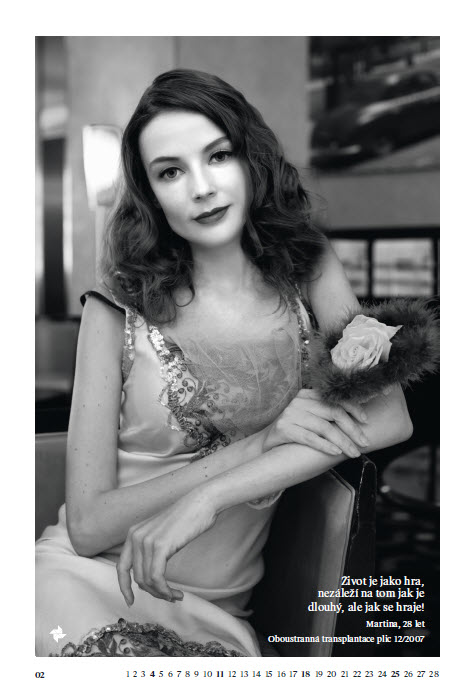 Život je jako hra,
nezáleží na tom jak je
dlouhý, ale jak se hraje!
Martina, 28 let
Oboustranná transplantace plic 12/2007
02 1 2 3 4 5 6 7 8 9 10 11 12 13 14 15 16 17 18 19 20 21 22 23 24 25 26 27 28